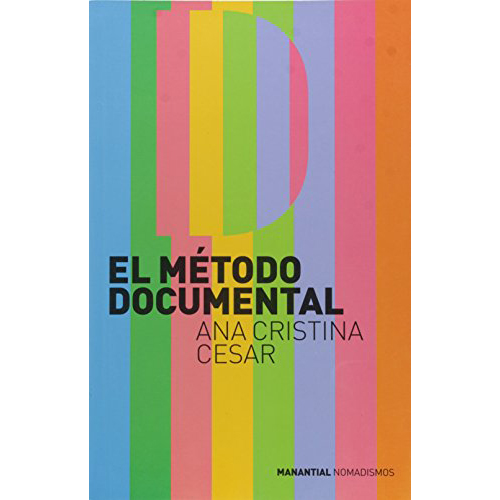 D
EL MÉTODO
DOCUMENTAL
ANA CRISTINA
CESAR
MANANTIAL NOMADISMOS